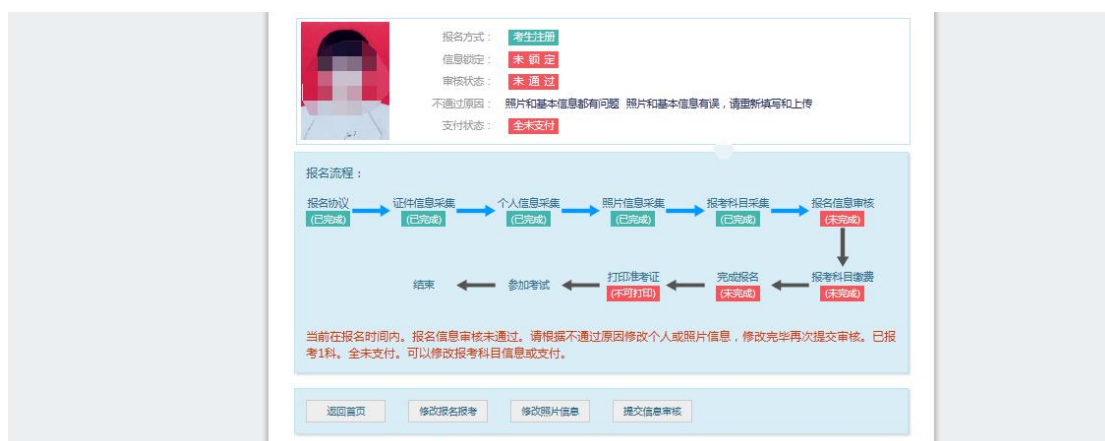 报名方式： 考生注册
信息锁定： 未 锁 定
审核状态： 未 通 过
不通过原因： 照片和基本信息都有问题 照片和基本信息有误，请重新填写和上传
支付状态： 全未支付
报名流程：
报名协议 证件信息采集 个人信息采集 照片信息采集 报考科目采集 报名信息审核
(已完成) (已完成) (已完成) (已完成) (已完成) (未完成)
结束 参加考试 打印准考证 完成报名 报考科目缴费
(不可打印) (未完成) (未完成)
当前在报名时间内。报名信息审核未通过。请根据不通过原因修改个人或照片信息，修改完毕再次提交审核。已报
考1科。全未支付。可以修改报考科目信息或支付。
返回首页 修改报名报考 修改照片信息 提交信息审核